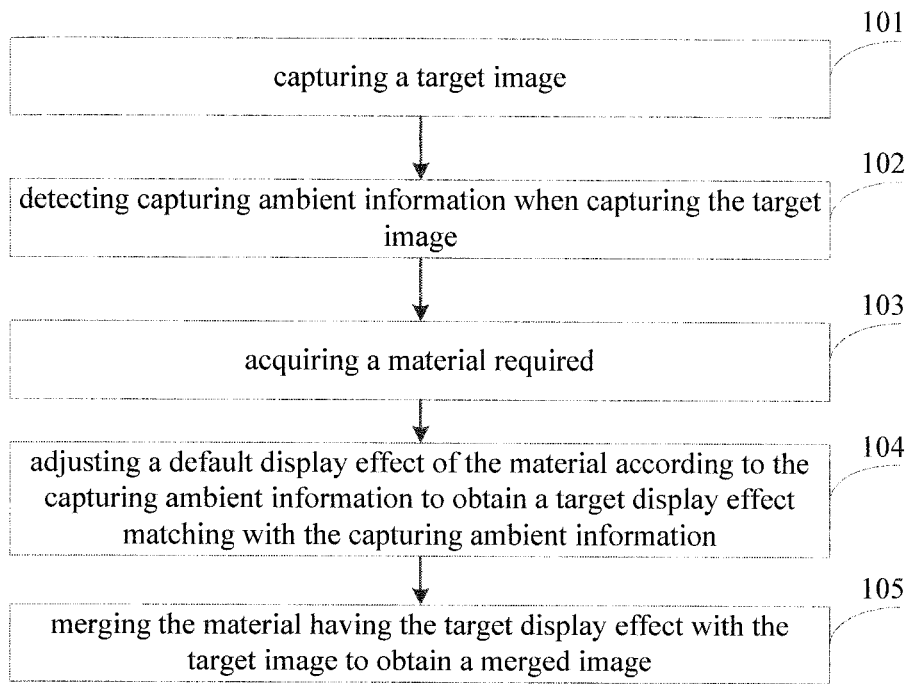 101
capturing a target image
102
detecting capturing ambient information when capturing the target
image
103
acquiring a material required
104
adjusting a default display effect of the material according to the
capturing ambient information to obtain a target display effect
matching with the capturing ambient information
105
merging the material having the target display effect with the
target image to obtain a merged image